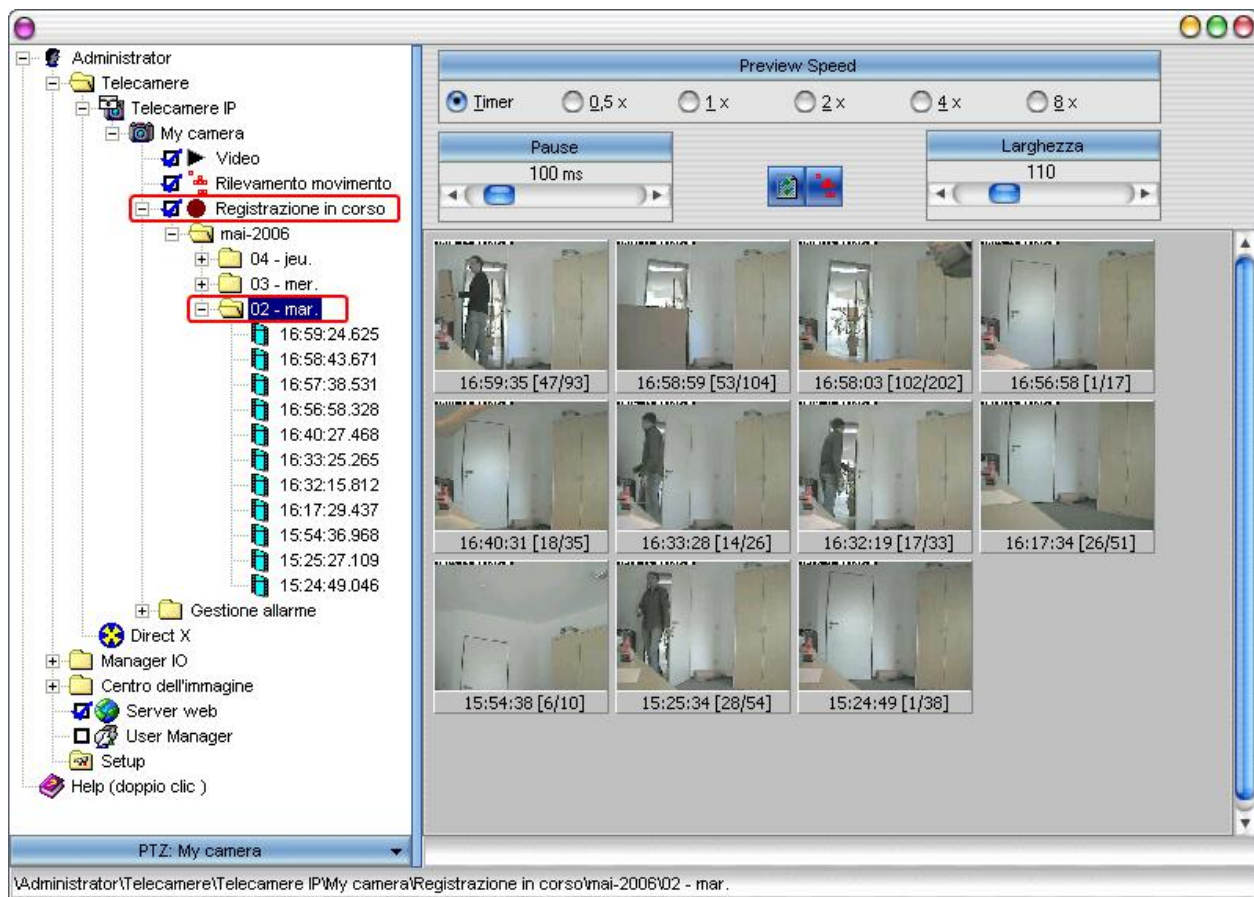 Administrator
Telecamere
Telecamere IP
My camera
Video
Rilevamento movimento
Registrazione in corso
mai-2006
04 - jeu.
03 - mer.
02 - mar.
16:59:24.625
16:58:43.671
16:57:38.531
16:56:58.328
16:40:27.468
16:33:25.265
16:32:15.812
16:17:29.437
15:54:36.968
15:25:27.109
15:24:49.046
Gestione allarme
Direct X
Manager IO
Centro dell'immagine
Server web
User Manager
Setup
Help (doppio clic )
PTZ: My camera
Preview Speed
Timer 0,5 x 1 x 2 x 4 x 8 x
Pause
100 ms
Larghezza
110
16:59:35 [47/93] 16:58:59 [53/104] 16:58:03 [102/202] 16:56:58 [1/17]
16:40:31 [18/35] 16:33:28 [14/26] 16:32:19 [17/33] 16:17:34 [26/51]
15:54:38 [6/10] 15:25:34 [28/54] 15:24:49 [1/38]
\Administrator\Telecamere\Telecamere IP\My camera\Registrazione in corso\mai-2006\02 - mar.